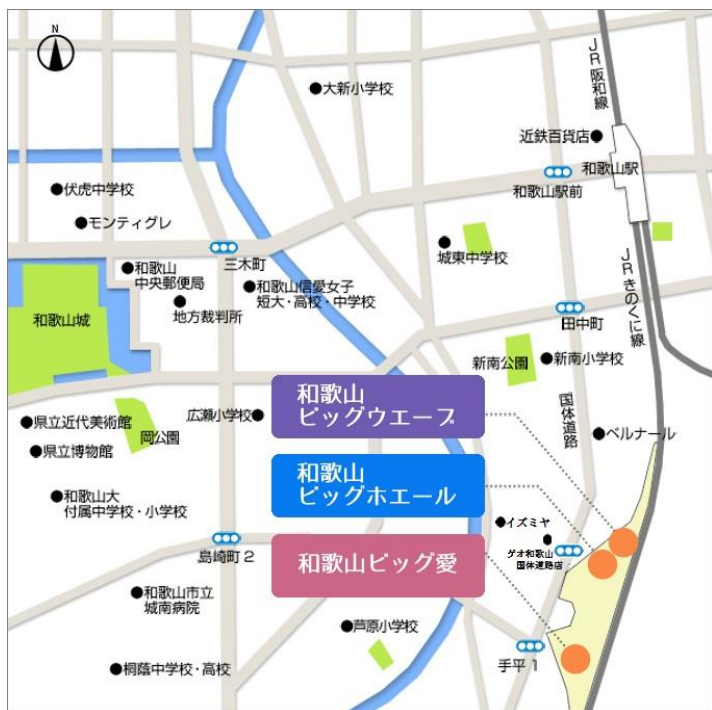 N
JR阪和線
●大新小学校
近鉄百貨店●
和歌山駅
和歌山駅前
●伏虎中学校
●モンティグレ
三木町
●城東中学校
●和歌山
中央郵便局
●和歌山信愛女子
短大・高校・中学校
JRきのくに線
●地方裁判所
和歌山城
田中町
新南公園
●新南小学校
和歌山
ビッグウエーブ
国体道路
広瀬小学校●
●県立近代美術館
岡公園
●ベルナール
●県立博物館
和歌山
ビッグホエール
●和歌山大
付属中学校・小学校
●イズミヤ
島崎町2
ゲオ和歌山
国体道路店
和歌山ビッグ愛
●和歌山市立
城南病院
●芦原小学校
手平1
●桐蔭中学校・高校